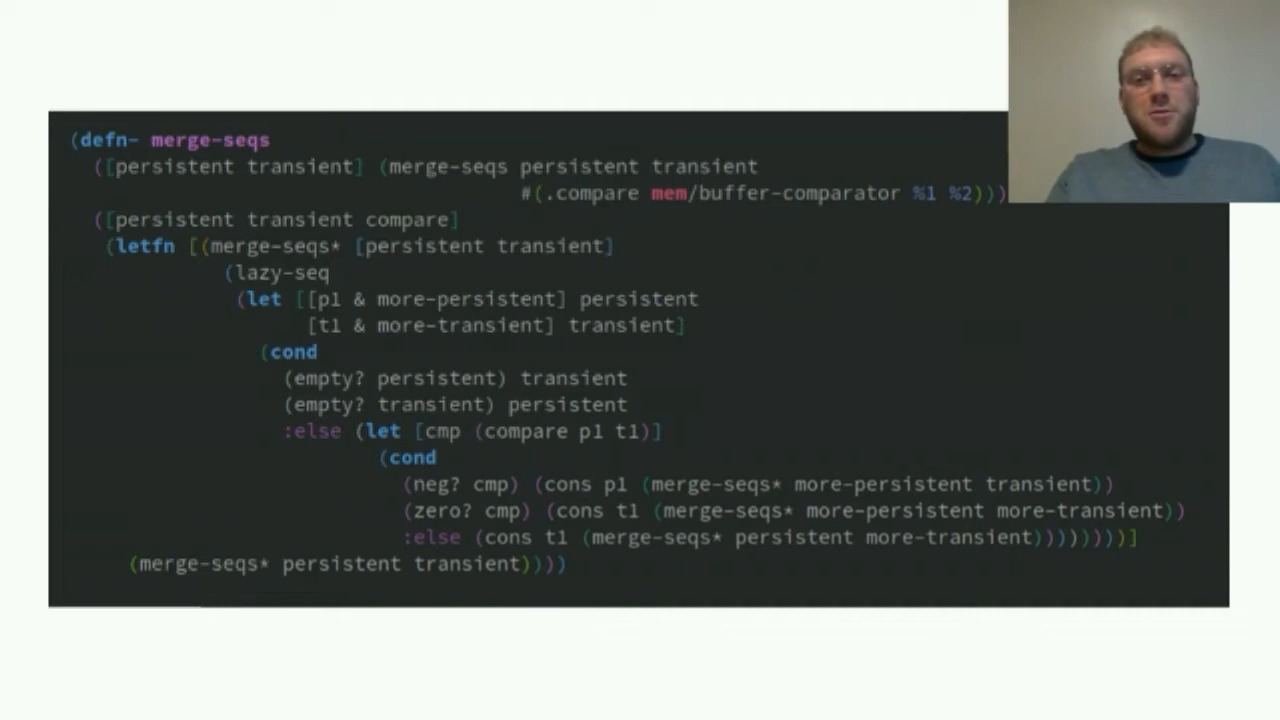 (defn- merge-seqs
([persistent transient] (merge-seqs persistent transient
#(.compare mem/buffer-comparator %1 %2)))
([persistent transient compare]
(letfn [(merge-seqs* [persistent transient]
(lazy-seq
(let [[p1 & more-persistent] persistent
[t1 & more-transient] transient]
(cond
(empty? persistent) transient
(empty? transient) persistent
:else (let [cmp (compare p1 t1)]
(cond
(neg? cmp) (cons p1 (merge-seqs* more-persistent transient))
(zero? cmp) (cons t1 (merge-seqs* more-persistent more-transient))
:else (cons t1 (merge-seqs* persistent more-transient))))))))]
(merge-seqs* persistent transient))))